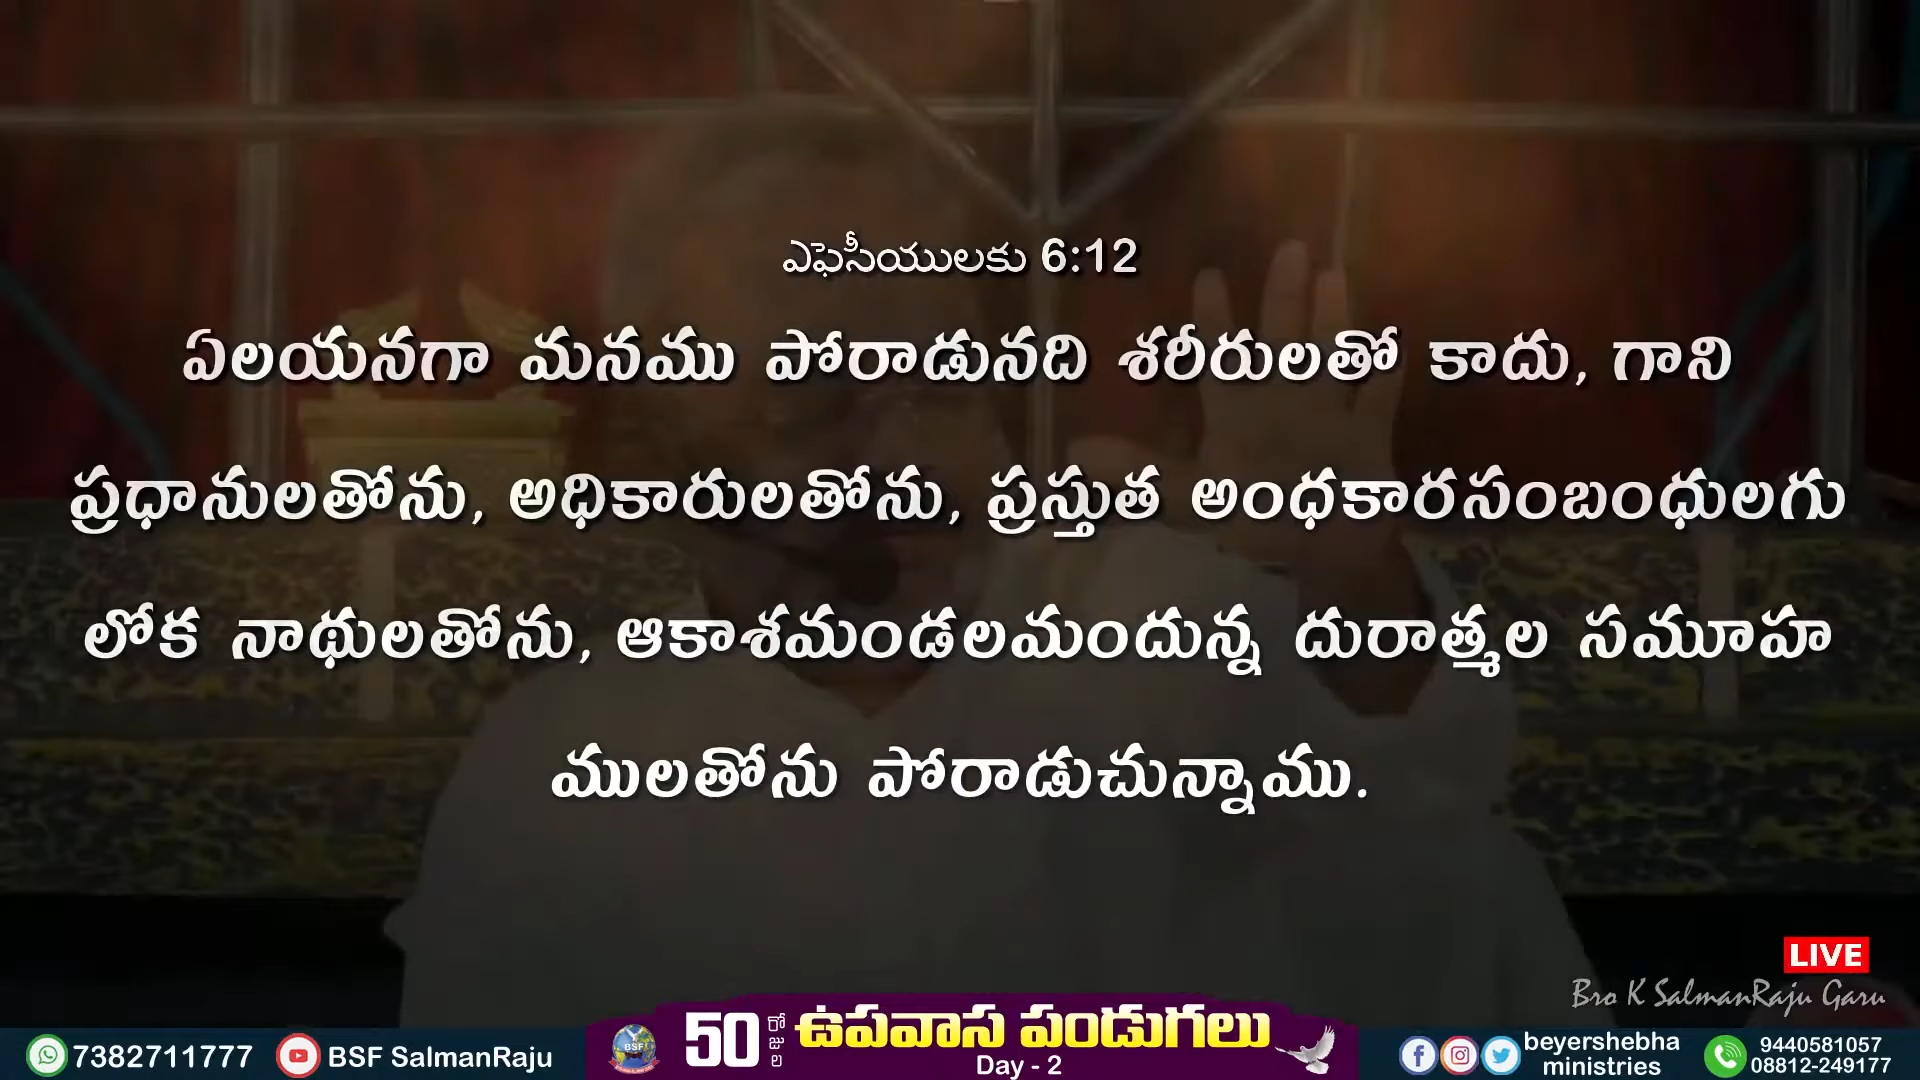 ఎఫెసీయులకు 6:12
ఏలయనగా మనము పోరాడునది శరీరులతో కాదు, గాని
ప్రధానులతోను, అధికారులతోను, ప్రస్తుత అంధకారసంబంధులగు
లోక నాథులతోను, ఆకాశమండలమందున్న దురాత్మల సమూహ
ములతోను పోరాడుచున్నాము.
LIVE
Bro K SalmanRaju Garu
7382711777
BSF SalmanRaju
BSF
50 రోజుల ఉపవాస పండుగలు
Day - 2
beyershebha
ministries
9440581057
08812-249177